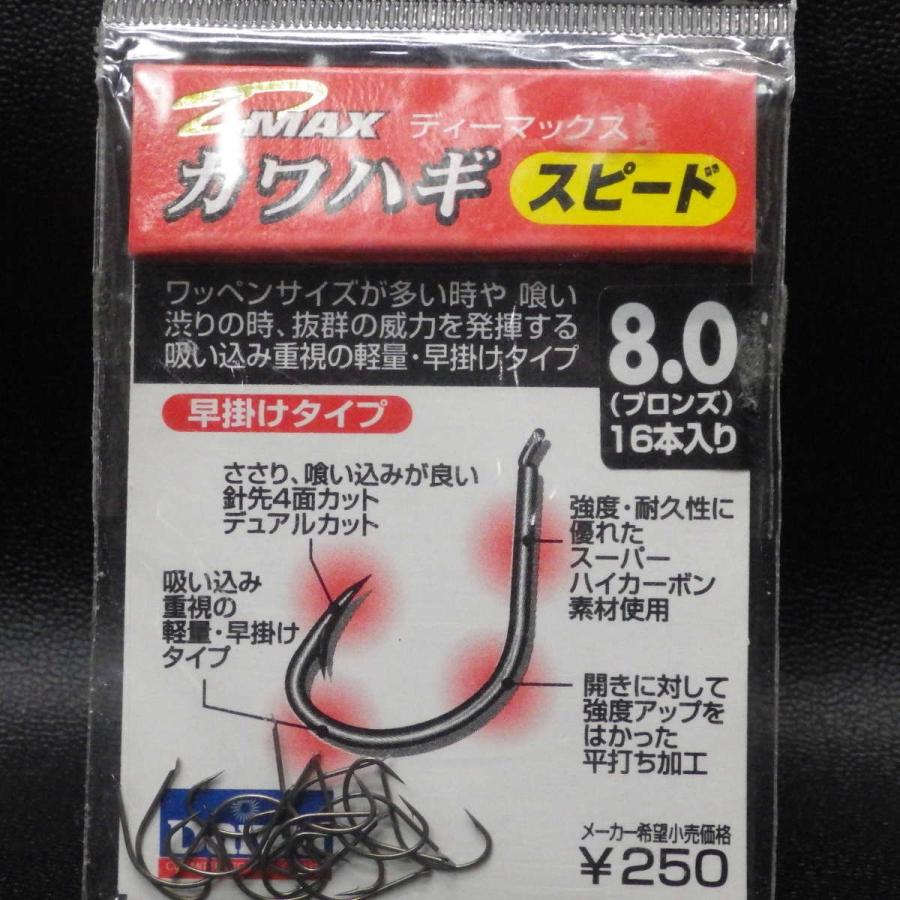 D-MAX ディーマックス
カワハギ スピード
ワッペンサイズが多い時や、喰い
渋りの時、抜群の威力を発揮する
吸い込み重視の軽量・早掛けタイプ
8.0
(ブロンズ)
16本入り
早掛けタイプ
ささり、喰い込みが良い
針先4面カット
デュアルカット
強度・耐久性に
優れた
スーパー
ハイカーボン
素材使用
吸い込み
重視の
軽量・早掛け
タイプ
開きに対して
強度アップを
はかった
平打ち加工
メーカー希望小売価格
¥250